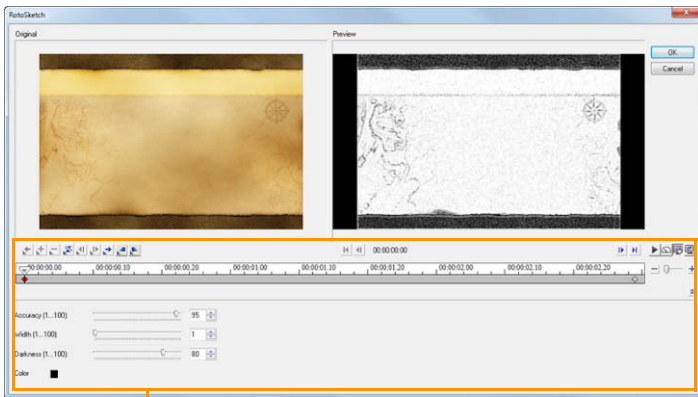 RotoSketch
Original Preview
OK
Cancel
00:00:00:00
00:00:00.00 00:00:00.10 00:00:00.20 00:00:01.00 00:00:01.10 00:00:01.20 00:00:02.00 00:00:02.10 00:00:02.20
Accuracy (1...100): 95
Width (1...100): 1
Darkness (1...100): 80
Color